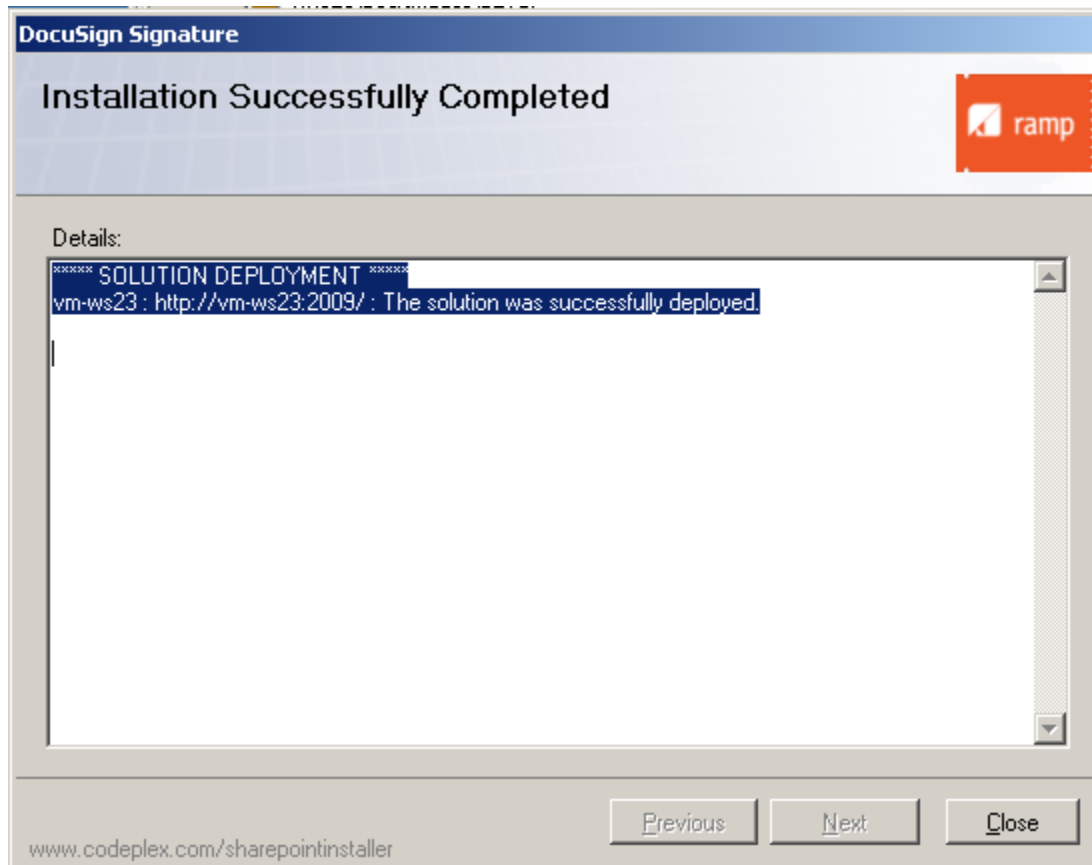 DocuSign Signature
Installation Successfully Completed
ramp
Details:
***** SOLUTION DEPLOYMENT *****
vm-ws23 : http://vm-ws23:2009/ : The solution was successfully deployed.
Previous
Next
Close
www.codeplex.com/sharepointinstaller